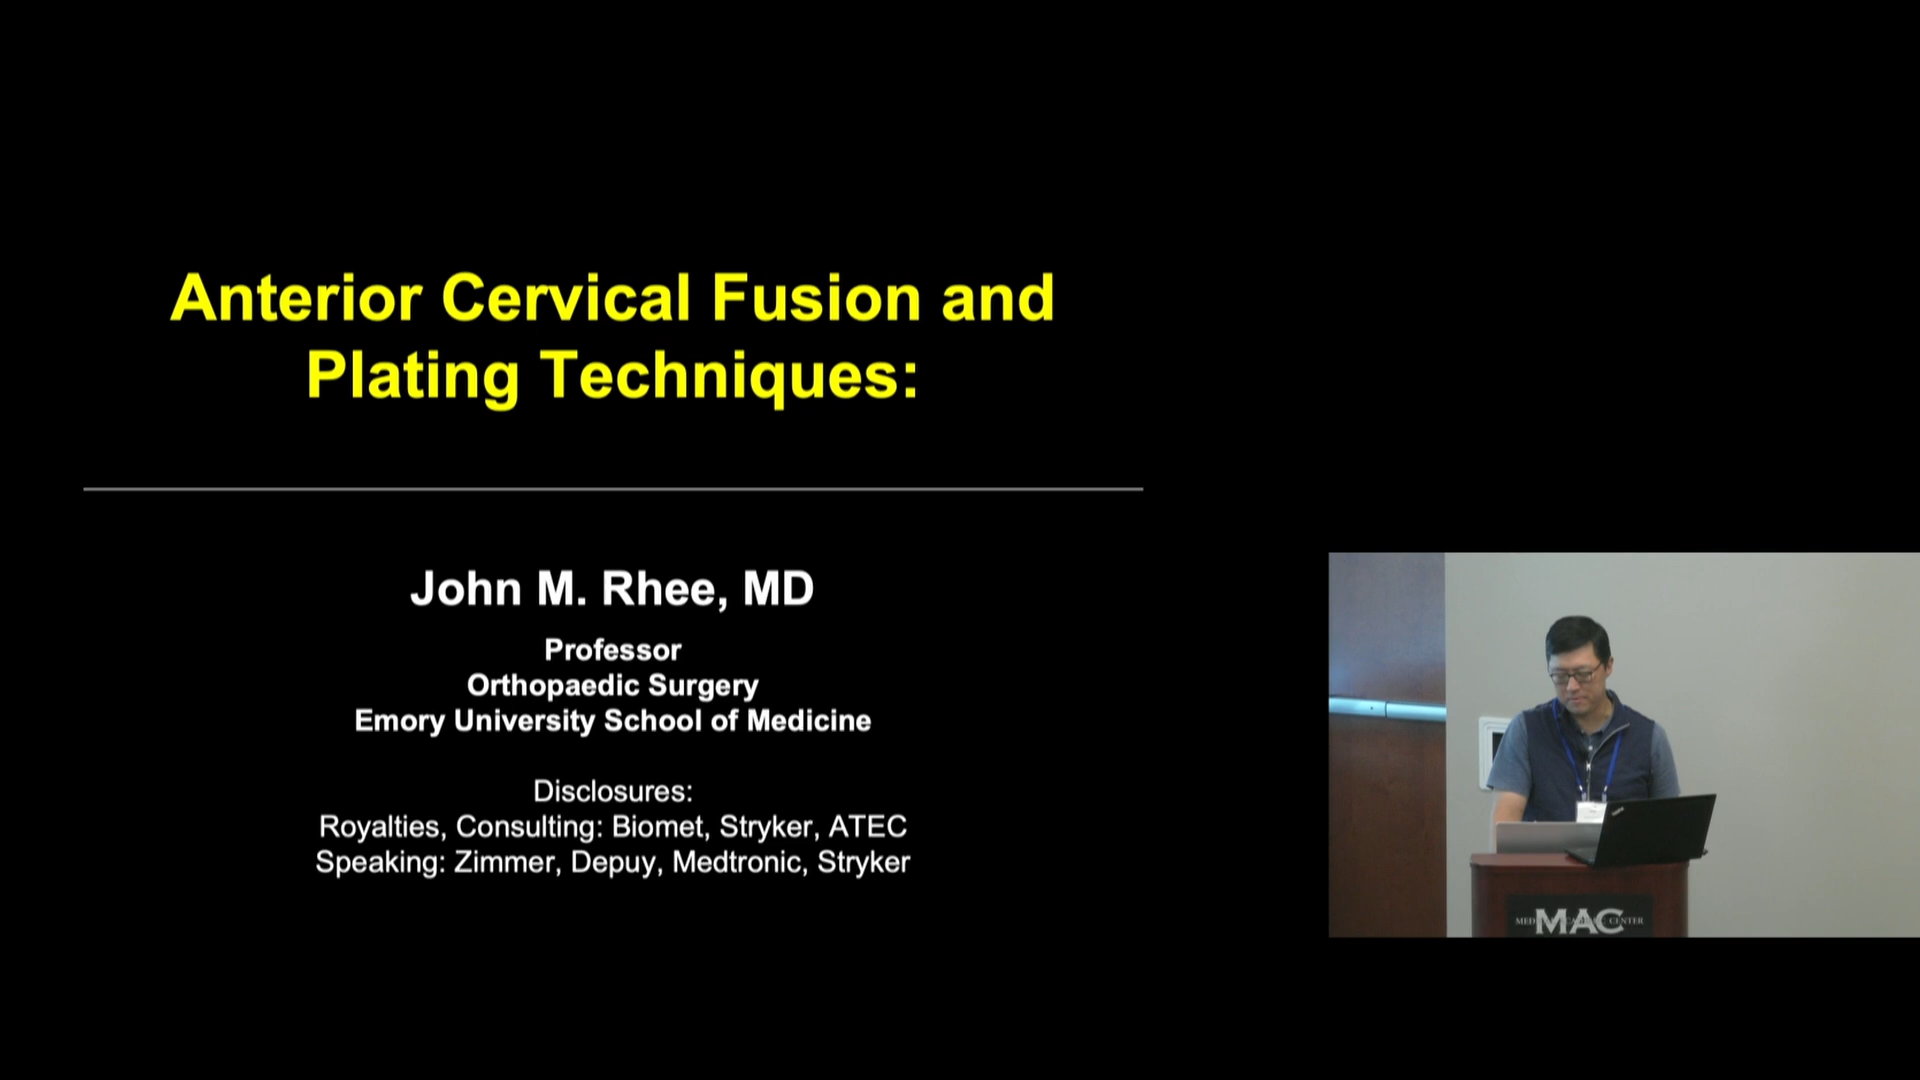 Anterior Cervical Fusion and
Plating Techniques:
John M. Rhee, MD
Professor
Orthopaedic Surgery
Emory University School of Medicine
Disclosures:
Royalties, Consulting: Biomet, Stryker, ATEC
Speaking: Zimmer, Depuy, Medtronic, Stryker
MAC